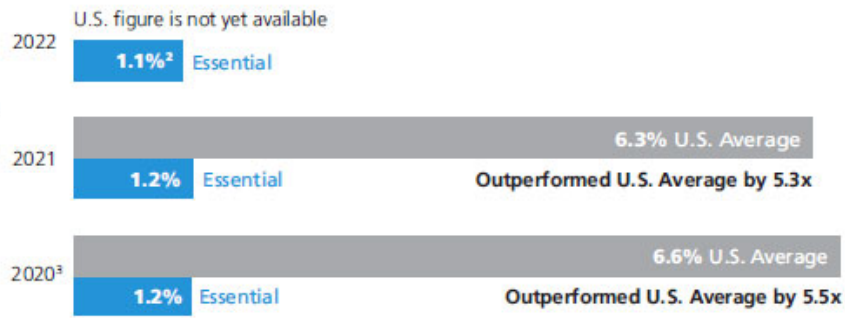 U.S. figure is not yet available
2022
1.1%² Essential
6.3% U.S. Average
2021
1.2% Essential Outperformed U.S. Average by 5.3x
6.6% U.S. Average
2020³
1.2% Essential Outperformed U.S. Average by 5.5x